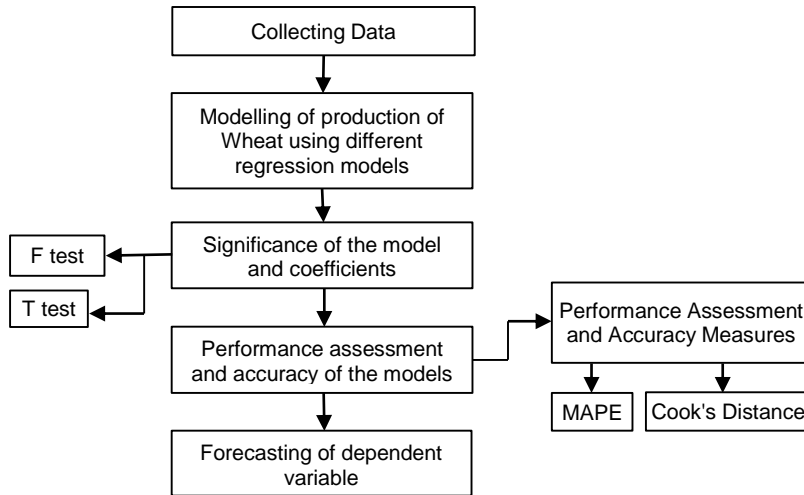 Collecting Data
Modelling of production of
Wheat using different
regression models
Significance of the model
and coefficients
F test
T test
Performance assessment
and accuracy of the models
Performance Assessment
and Accuracy Measures
MAPE
Cook's Distance
Forecasting of dependent
variable